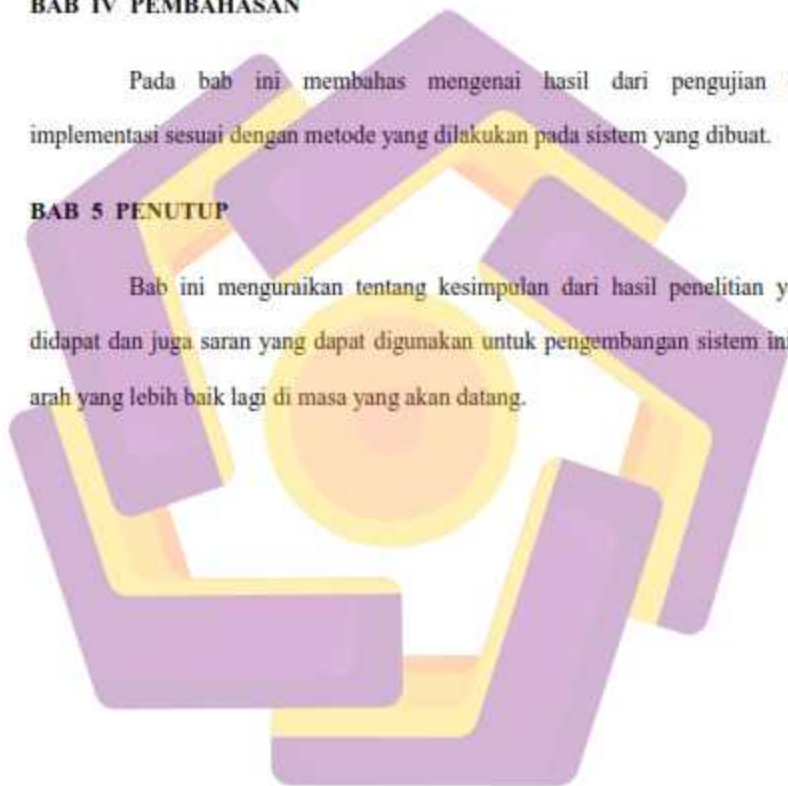 BAB IV PEMBAHASAN
Pada bab ini membahas mengenai hasil dari pengujian
implementasi sesuai dengan metode yang dilakukan pada sistem yang dibuat.
BAB 5 PENUTUP
Bab ini menguraikan tentang kesimpulan dari hasil penelitian y
didapat dan juga saran yang dapat digunakan untuk pengembangan sistem ini
arah yang lebih baik lagi di masa yang akan datang.